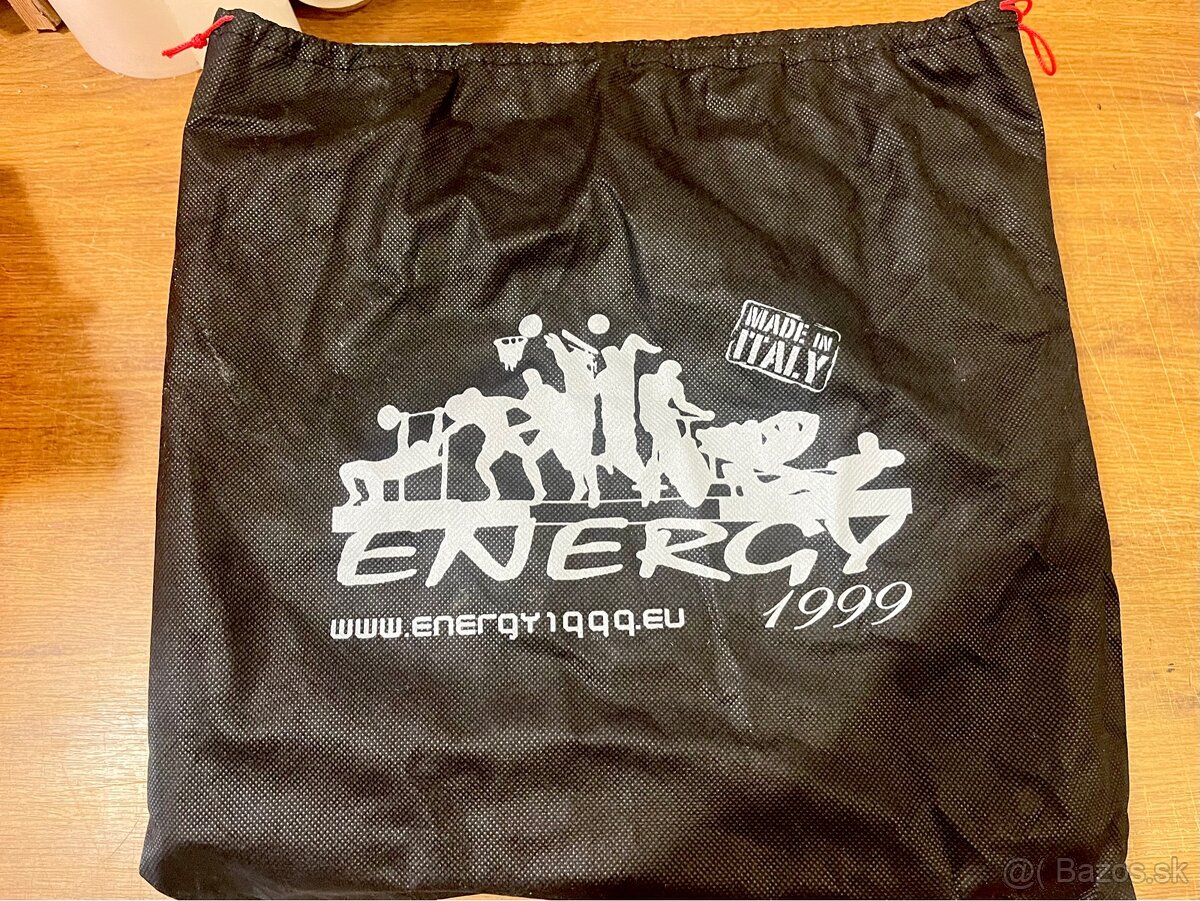 MADE IN
ITALY
ENERGY
1999
www.energy1999.eu
@( Bazos.sk